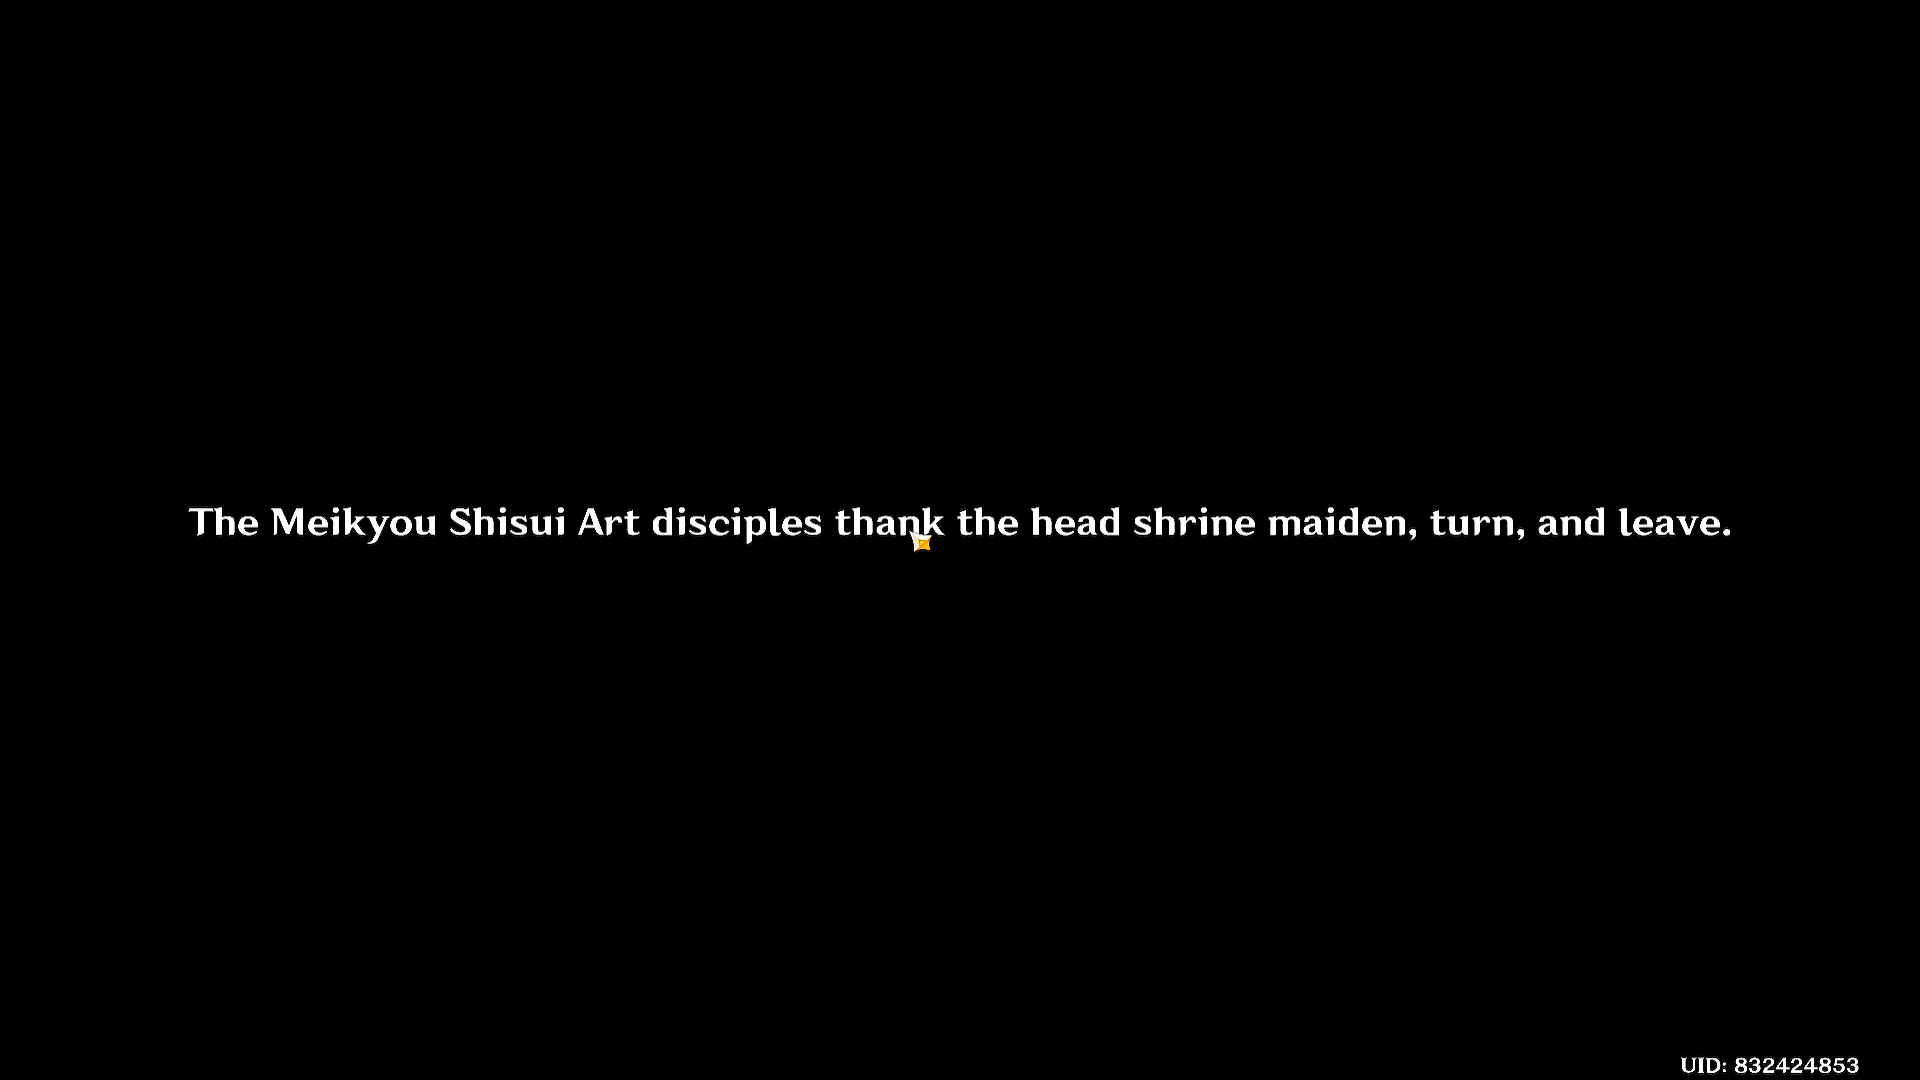 The Meikyou Shisui Art disciples thank the head shrine maiden, turn, and leave.
UID: 832424853